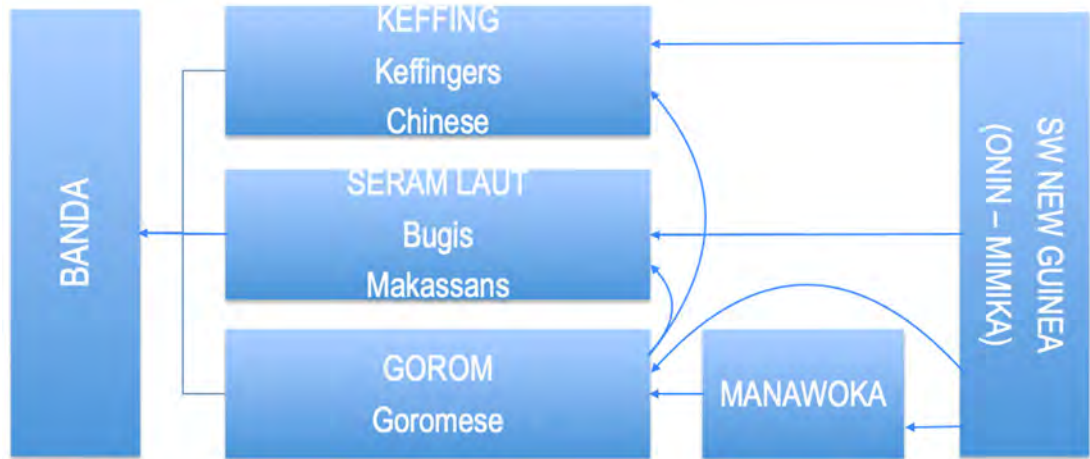 BANDA
KEFFING
Keffingers
Chinese
SERAM LAUT
Bugis
Makassans
GOROM
Goromese
MANAWOKA
SW NEW GUINEA
(ONIN – MIMIKA)